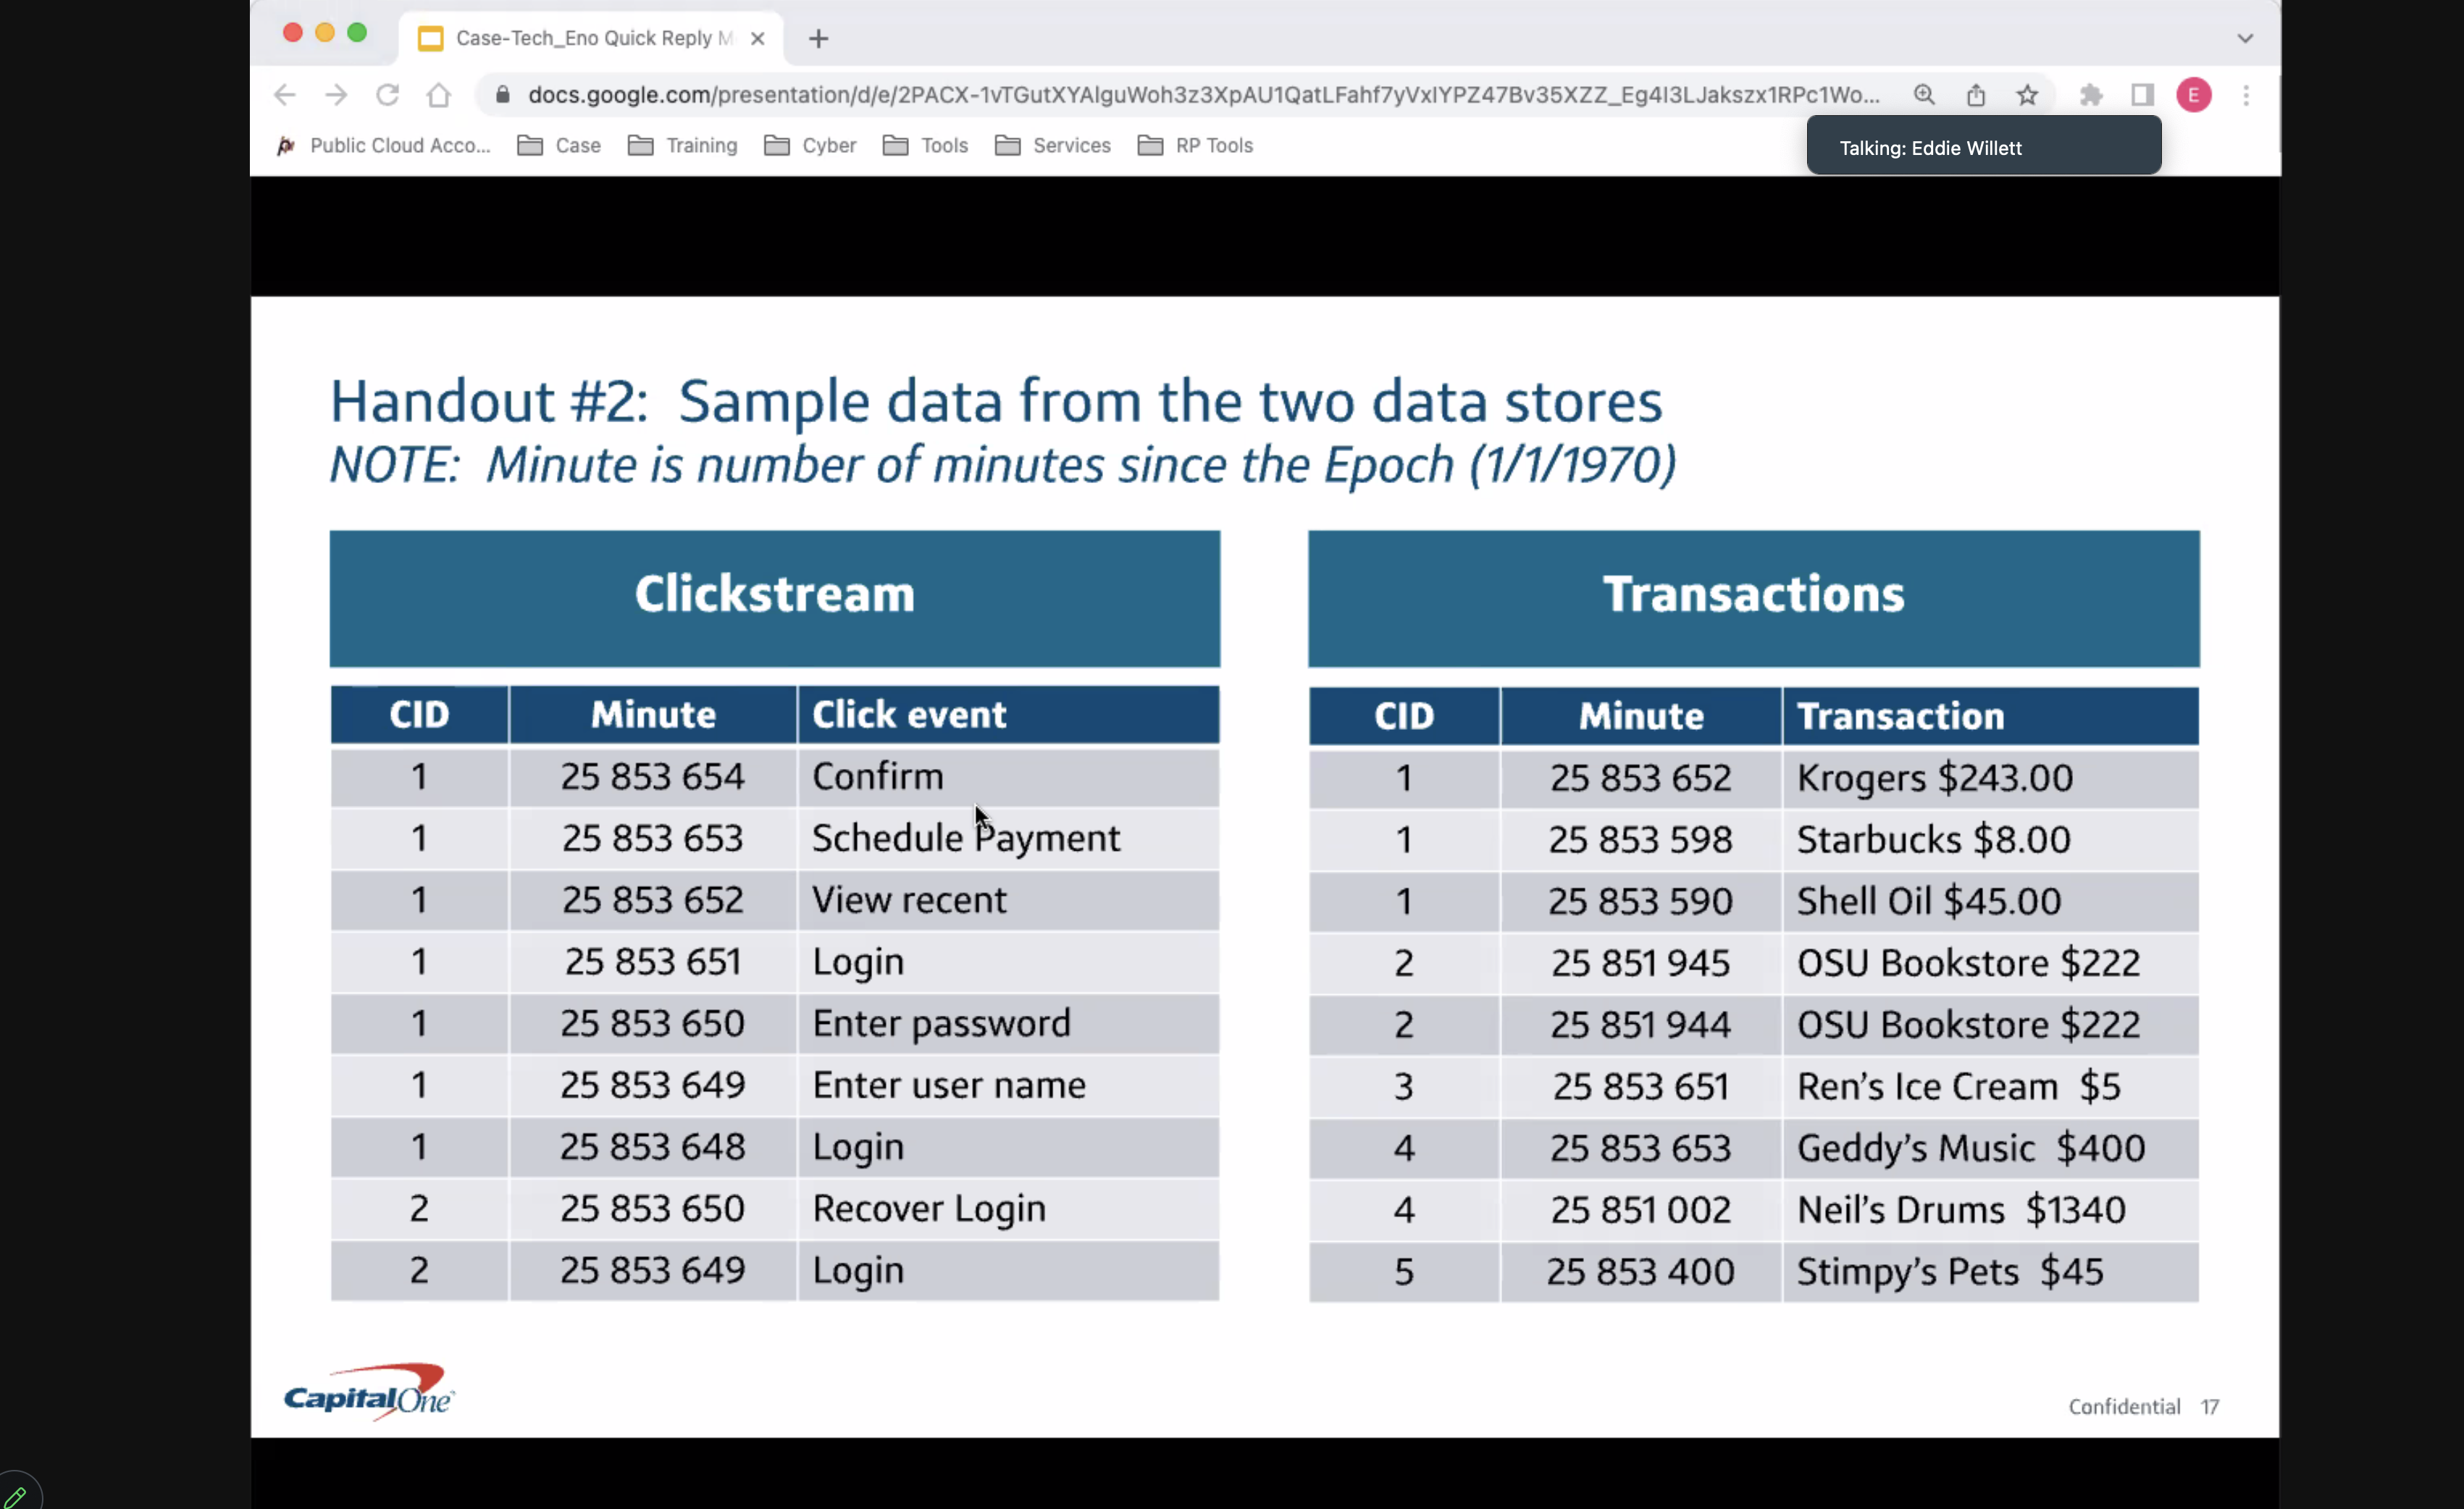 Case-Tech_Eno Quick Reply M
docs.google.com/presentation/d/e/2PACX-1vTGutXYAlguWoh3z3XpAU1QatLFahf7yVxlYPZ47Bv35XZZ_Eg4I3LJakszx1RPc1Wo...
E
Public Cloud Acco...
Case
Training
Cyber
Tools
Services
RP Tools
Talking: Eddie Willett
Handout #2: Sample data from the two data stores
NOTE: Minute is number of minutes since the Epoch (1/1/1970)
Clickstream
CID Minute Click event
1 25 853 654 Confirm
1 25 853 653 Schedule Payment
1 25 853 652 View recent
1 25 853 651 Login
1 25 853 650 Enter password
1 25 853 649 Enter user name
1 25 853 648 Login
2 25 853 650 Recover Login
2 25 853 649 Login
Transactions
CID Minute Transaction
1 25 853 652 Krogers $243.00
1 25 853 598 Starbucks $8.00
1 25 853 590 Shell Oil $45.00
2 25 851 945 OSU Bookstore $222
2 25 851 944 OSU Bookstore $222
3 25 853 651 Ren's Ice Cream $5
4 25 853 653 Geddy's Music $400
4 25 851 002 Neil's Drums $1340
5 25 853 400 Stimpy's Pets $45
CapitalOne
Confidential 17